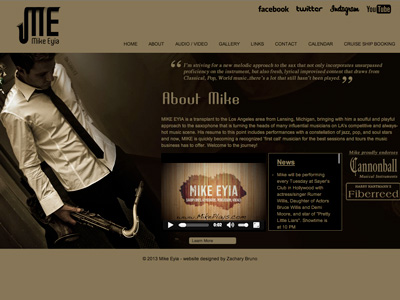 facebook twitter Instagram YouTube
ME
Mike Eyia
HOME ABOUT AUDIO / VIDEO GALLERY LINKS CONTACT CALENDAR CRUISE SHIP BOOKING
“ I'm striving for a new melodic approach to the sax that not only incorporates unsurpassed
proficiency on the instrument, but also fresh, lyrical improvised content that draws from
Classical, Pop, World music...there's a lot that still hasn't been played. ”
About Mike
MIKE EYIA is a transplant to the Los Angeles area from Lansing, Michigan, bringing with him a soulful and playful
approach to the saxophone that is turning the heads of many influential musicians on LA's competitive and always-
hot music scene. His resume to this point includes performances with a constellation of jazz, pop, and soul stars
and now, Mike is quickly becoming a recognized 'first call' musician for the best sessions and tours the music
business has to offer. Welcome to the journey!
MIKE EYIA
www.Mike
News
Mike will be performing
every Tuesday at Sayer's
Club in Hollywood with
actresses/singer Rumer
Willis, Daughter of Actors
Bruce Willis and Demi
Moore, and star of "Pretty
Little Liars". Showtime is
at 10 PM
Mike proudly endorses
Cannonball
Musical Instruments
HARRY HARTMANN'S
Fiberreed
Learn More
© 2013 Mike Eyia - website designed by Zachary Bruno